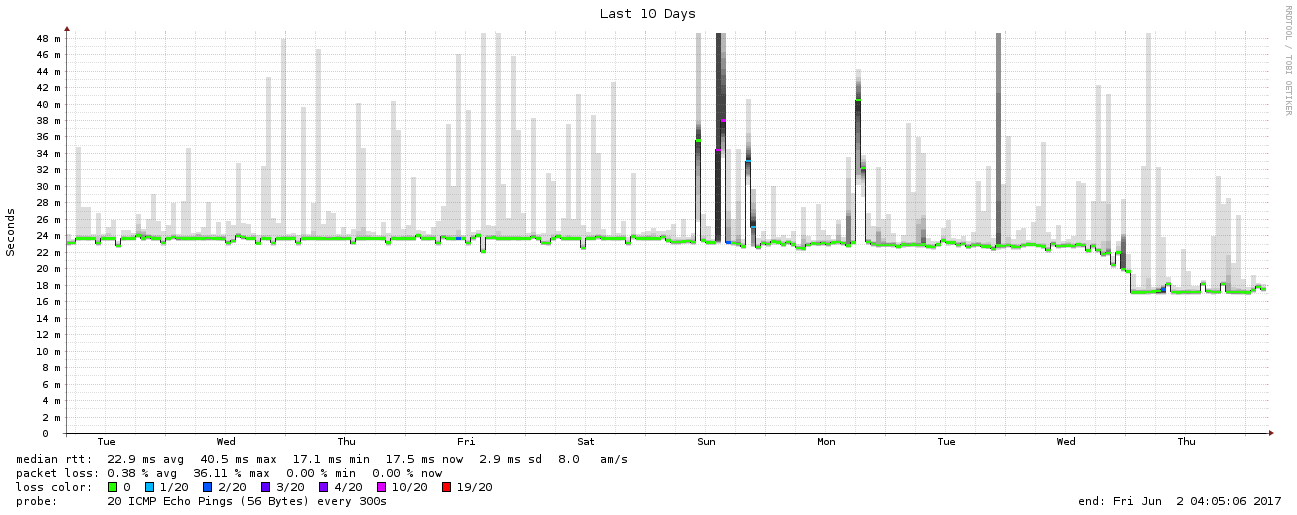 Last 10 Days
RRDTOOL / TOBI OETIKER
Seconds
48 m
46 m
44 m
42 m
40 m
38 m
36 m
34 m
32 m
30 m
28 m
26 m
24 m
22 m
20 m
18 m
16 m
14 m
12 m
10 m
8 m
6 m
4 m
2 m
0
Tue Wed Thu Fri Sat Sun Mon Tue Wed Thu
median rtt: 22.9 ms avg 40.5 ms max 17.1 ms min 17.5 ms now 2.9 ms sd 8.0 am/s
packet loss: 0.38 % avg 36.11 % max 0.00 % min 0.00 % now
loss color: 0 1/20 2/20 3/20 4/20 10/20 19/20
probe: 20 ICMP Echo Pings (56 Bytes) every 300s
end: Fri Jun 2 04:05:06 2017